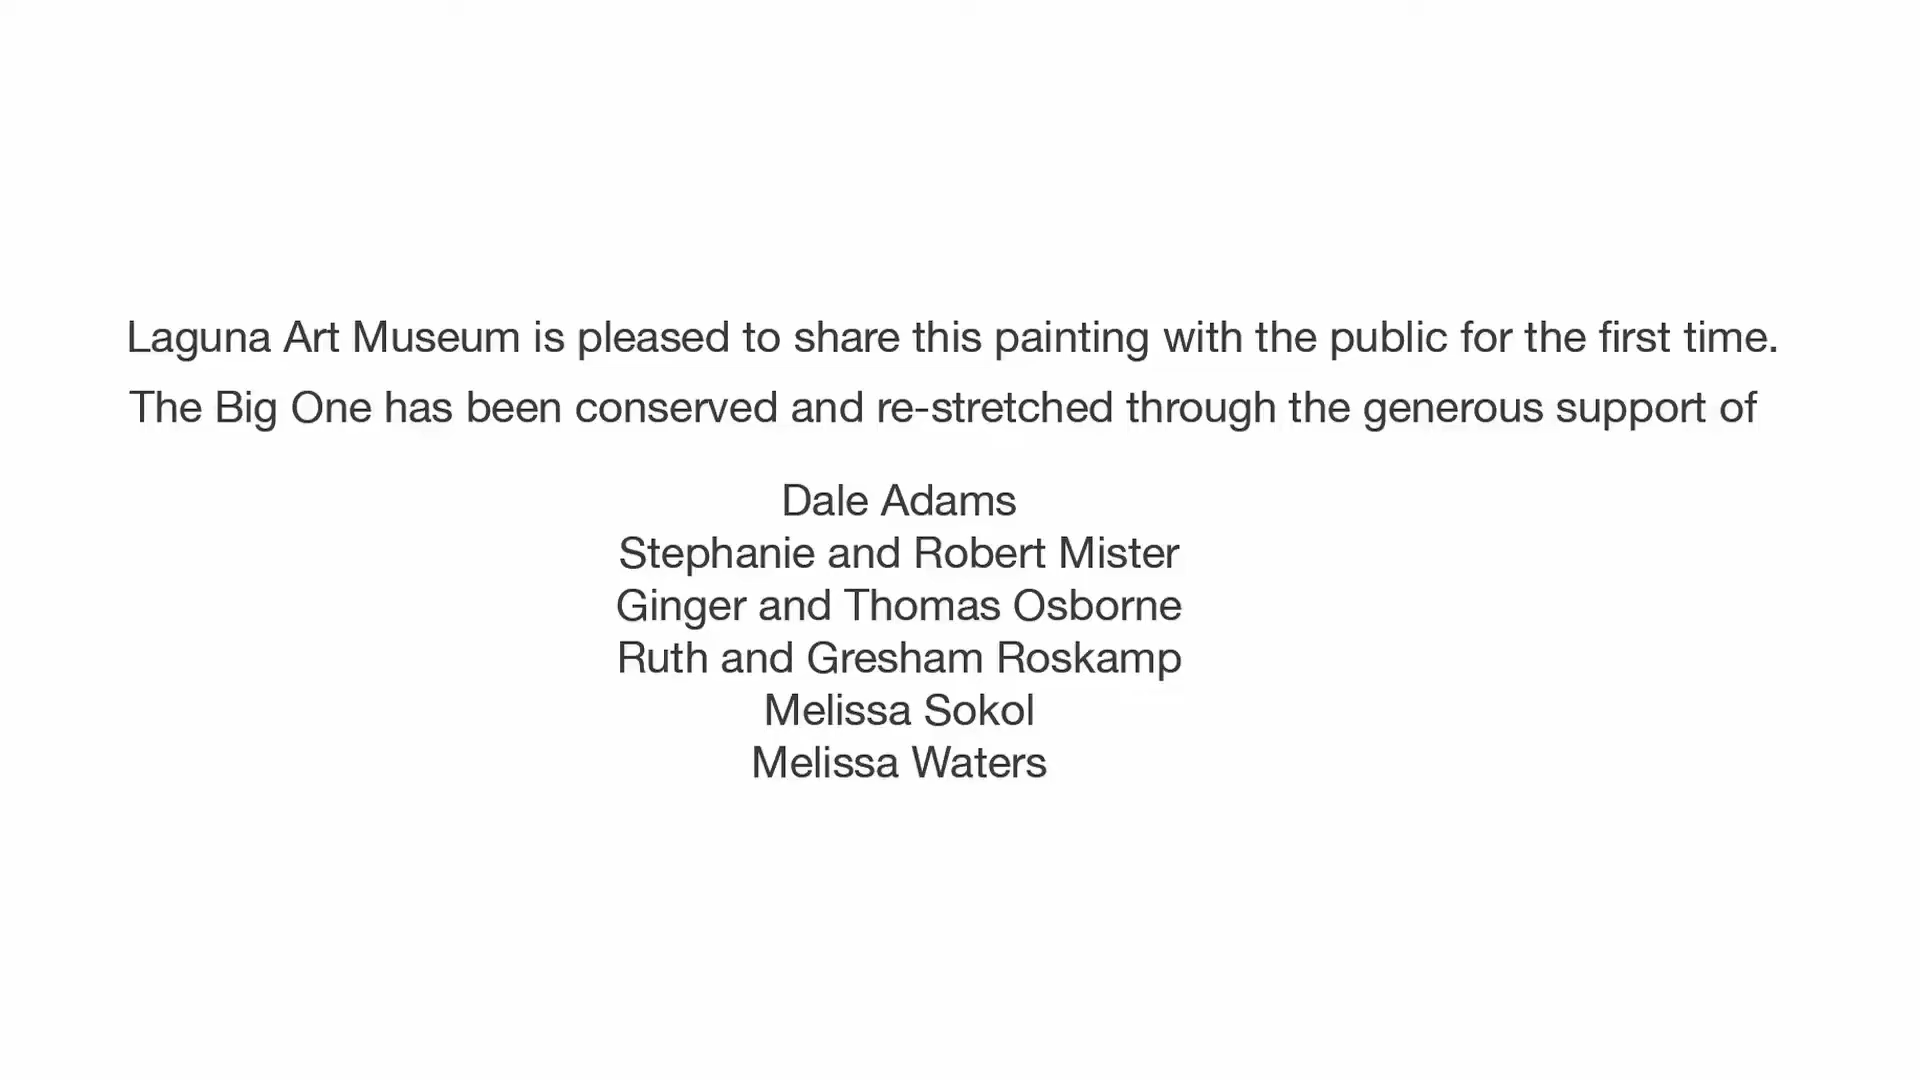 Laguna Art Museum is pleased to share this painting with the public for the first time.
The Big One has been conserved and re-stretched through the generous support of
Dale Adams
Stephanie and Robert Mister
Ginger and Thomas Osborne
Ruth and Gresham Roskamp
Melissa Sokol
Melissa Waters